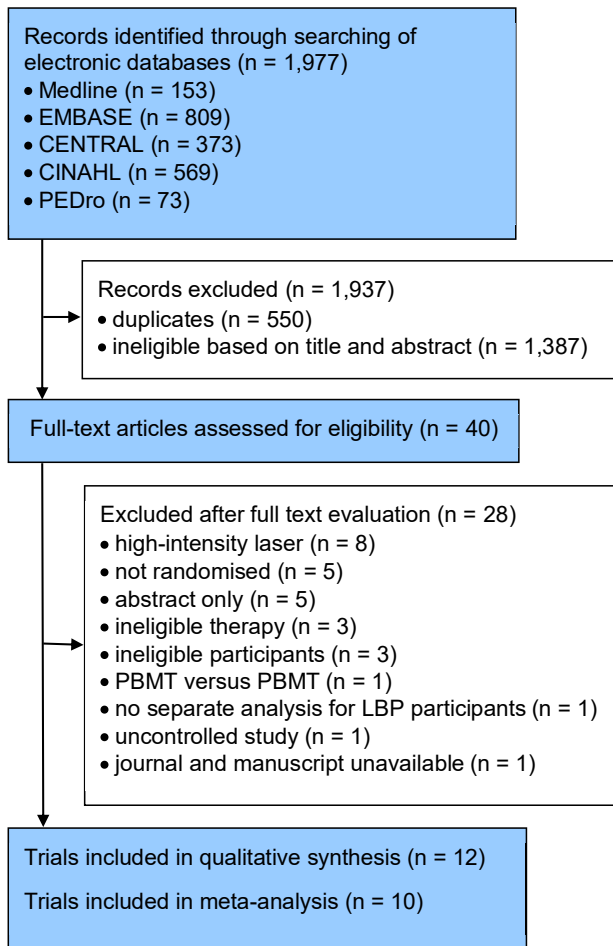 Records identified through searching of
electronic databases (n = 1,977)
• Medline (n = 153)
• EMBASE (n = 809)
• CENTRAL (n = 373)
• CINAHL (n = 569)
• PEDro (n = 73)
Records excluded (n = 1,937)
• duplicates (n = 550)
• ineligible based on title and abstract (n = 1,387)
Full-text articles assessed for eligibility (n = 40)
Excluded after full text evaluation (n = 28)
• high-intensity laser (n = 8)
• not randomised (n = 5)
• abstract only (n = 5)
• ineligible therapy (n = 3)
• ineligible participants (n = 3)
• PBMT versus PBMT (n = 1)
• no separate analysis for LBP participants (n = 1)
• uncontrolled study (n = 1)
• journal and manuscript unavailable (n = 1)
Trials included in qualitative synthesis (n = 12)
Trials included in meta-analysis (n = 10)